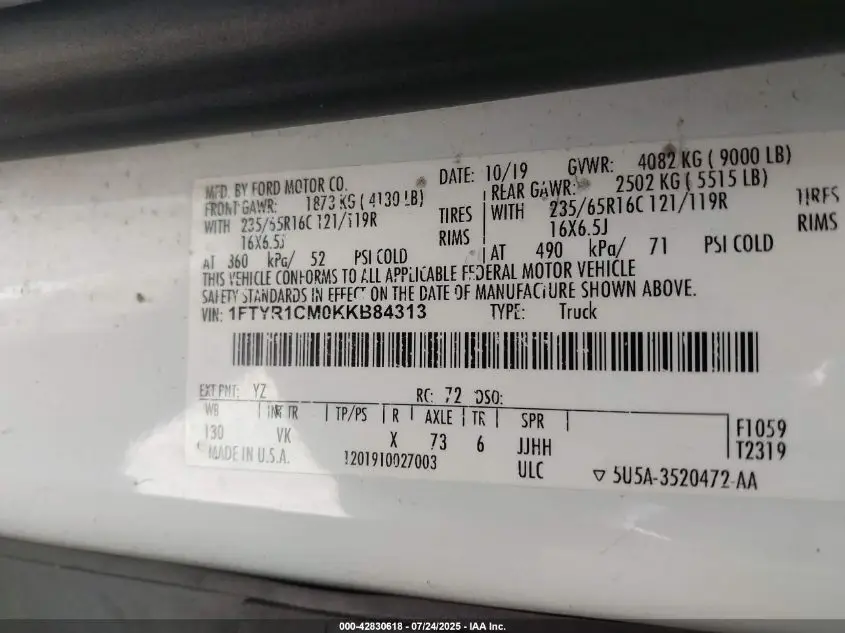 MFD. BY FORD MOTOR CO. DATE: 10/19 GVWR: 4082 KG ( 9000 LB)
FRONT GAWR: 1873 KG ( 4130 LB) REAR GAWR: 2502 KG ( 5515 LB)
WITH 235/65R16C 121/119R TIRES WITH 235/65R16C 121/119R TIRES
16X6.5J RIMS 16X6.5J RIMS
AT 360 kPa/ 52 PSI COLD AT 490 kPa/ 71 PSI COLD
THIS VEHICLE CONFORMS TO ALL APPLICABLE FEDERAL MOTOR VEHICLE
SAFETY STANDARDS IN EFFECT ON THE DATE OF MANUFACTURE SHOWN ABOVE.
VIN: 1FTYR1CM0KKB84313 TYPE: Truck
EXT PNT: YZ RC: 72 DSO:
WB INT TR TP/PS R AXLE TR SPR F1059
130 VK X 73 6 JJHH T2319
MADE IN U.S.A. 1201910027003 ULC 5U5A-3520472-AA
000-42830618 - 07/24/2025 - IAA Inc.